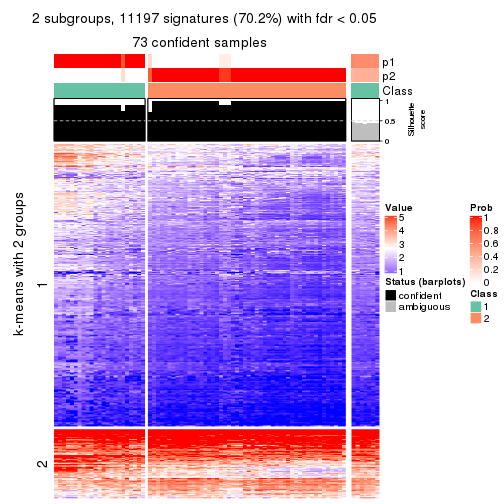 2 subgroups, 11197 signatures (70.2%) with fdr < 0.05
73 confident samples
p1
p2
Class
1
0.5
0
Silhouette
score
k-means with 2 groups
1
2
Value
5
4
3
2
1
Status (barplots)
confident
ambiguous
Prob
1
0.8
0.6
0.4
0.2
0
Class
1
2